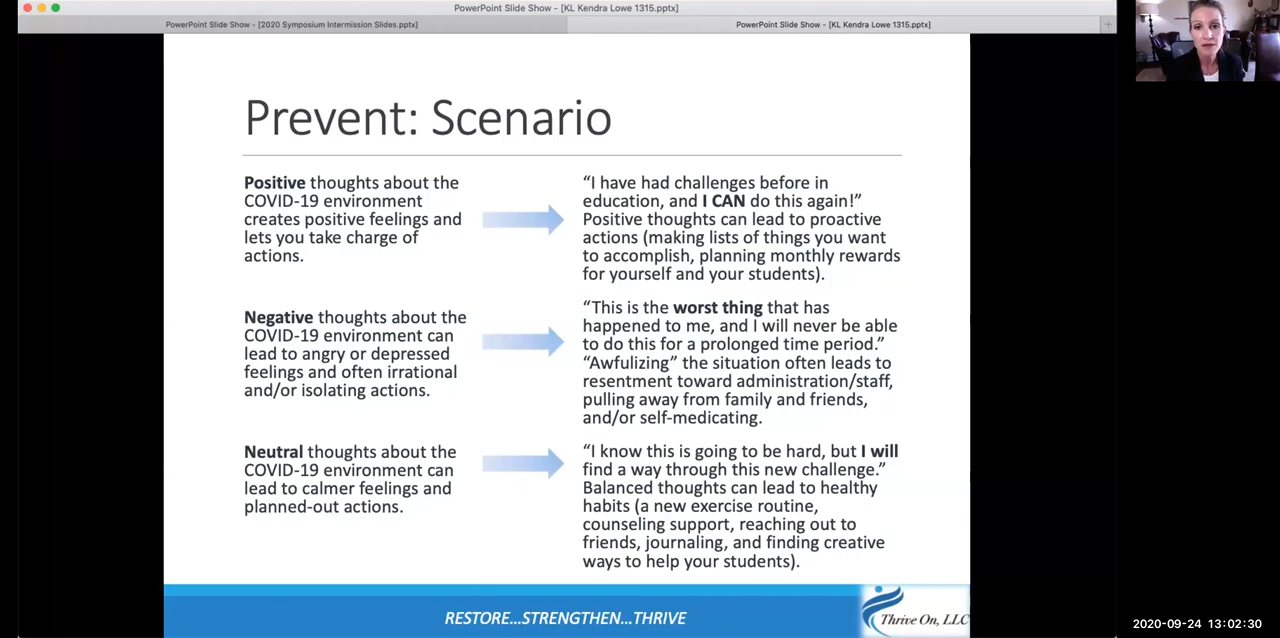 PowerPoint Slide Show - [KL Kendra Lowe 1315.pptx]
PowerPoint Slide Show - [2020 Symposium Intermission Slides.pptx]
PowerPoint Slide Show - [KL Kendra Lowe 1315.pptx]
Prevent: Scenario
Positive thoughts about the
COVID-19 environment
creates positive feelings and
lets you take charge of
actions.
“I have had challenges before in
education, and I CAN do this again!”
Positive thoughts can lead to proactive
actions (making lists of things you want
to accomplish, planning monthly rewards
for yourself and your students).
Negative thoughts about the
COVID-19 environment can
lead to angry or depressed
feelings and often irrational
and/or isolating actions.
“This is the worst thing that has
happened to me, and I will never be able
to do this for a prolonged time period.”
“Awfulizing” the situation often leads to
resentment toward administration/staff,
pulling away from family and friends,
and/or self-medicating.
Neutral thoughts about the
COVID-19 environment can
lead to calmer feelings and
planned-out actions.
“I know this is going to be hard, but I will
find a way through this new challenge.”
Balanced thoughts can lead to healthy
habits (a new exercise routine,
counseling support, reaching out to
friends, journaling, and finding creative
ways to help your students).
RESTORE...STRENGTHEN...THRIVE
Thrive On, LLC
2020-09-24 13:02:30